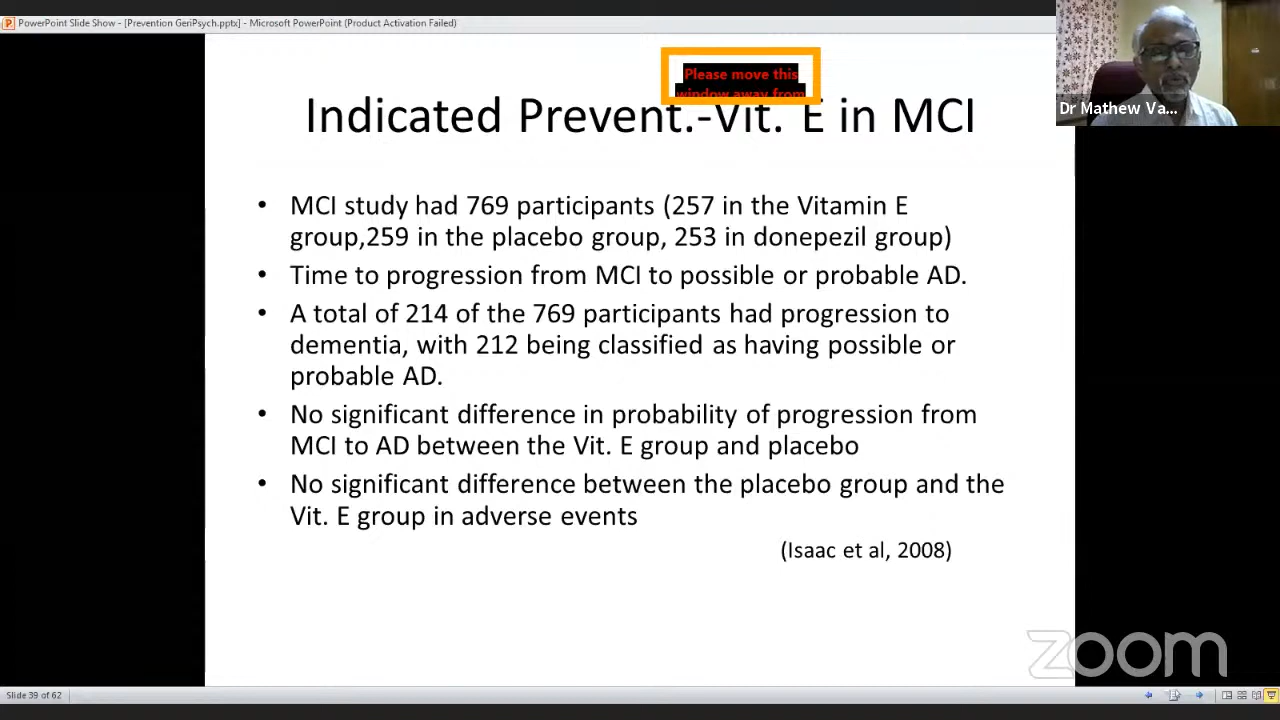 PowerPoint Slide Show - [Prevention GeriPsych.pptx] - Microsoft PowerPoint (Product Activation Failed)
Please move this
window away from
Dr Mathew Va...
Indicated Prevent.-Vit. E in MCI
• MCI study had 769 participants (257 in the Vitamin E
group,259 in the placebo group, 253 in donepezil group)
• Time to progression from MCI to possible or probable AD.
• A total of 214 of the 769 participants had progression to
dementia, with 212 being classified as having possible or
probable AD.
• No significant difference in probability of progression from
MCI to AD between the Vit. E group and placebo
• No significant difference between the placebo group and the
Vit. E group in adverse events
(Isaac et al, 2008)
zoom
Slide 39 of 62